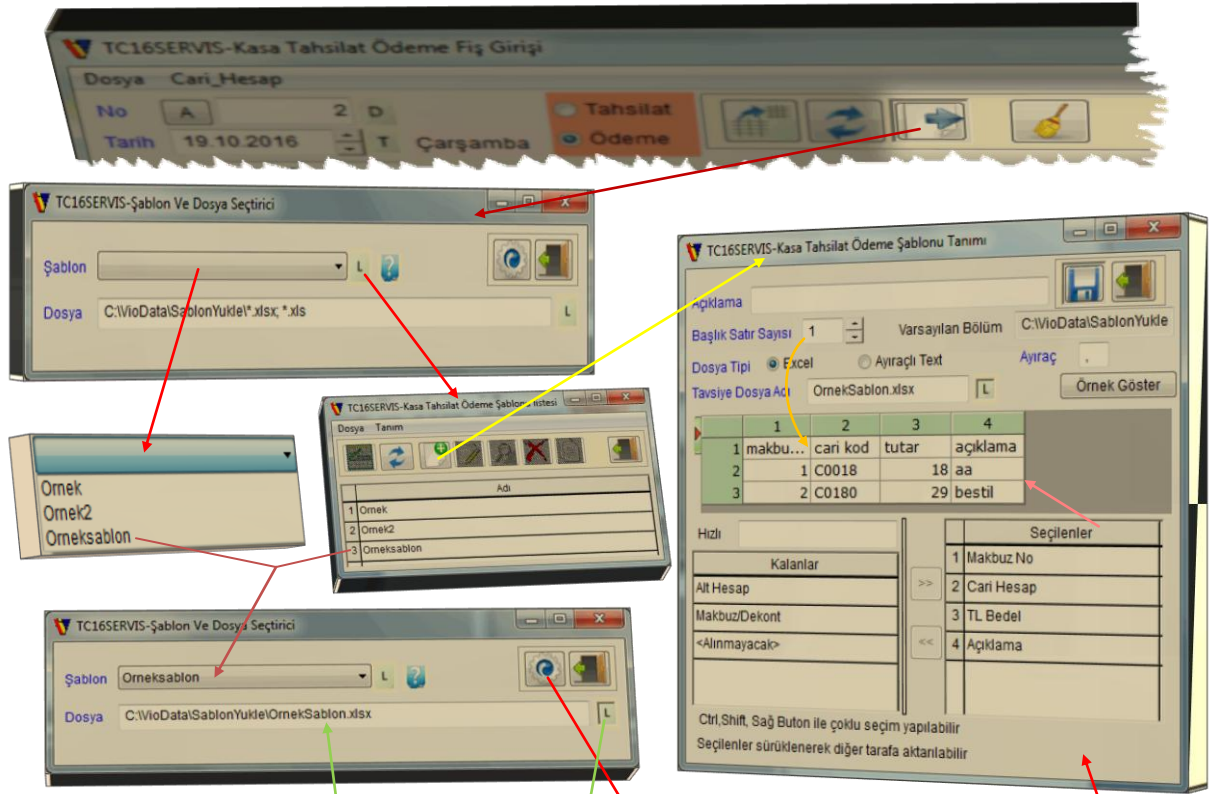 TC16SERVIS-Kasa Tahsilat Ödeme Fiş Girişi
Dosya Cari_Hesap
No A 2 D Tahsilat
Tarih 19.10.2016 T Çarşamba Ödeme
TC16SERVIS-Şablon Ve Dosya Seçtirici
Şablon L ?
Dosya C:\VioData\SablonYukle\*.xlsx; *.xls L
Ornek
Ornek2
Orneksablon
TC16SERVIS-Kasa Tahsilat Ödeme Şablonu listesi
Dosya Tanım
Adı
1 Ornek
2 Ornek2
3 Orneksablon
TC16SERVIS-Şablon Ve Dosya Seçtirici
Şablon Orneksablon L ?
Dosya C:\VioData\SablonYukle\OrnekSablon.xlsx L
TC16SERVIS-Kasa Tahsilat Ödeme Şablonu Tanımı
Açıklama
Başlık Satır Sayısı 1 Varsayılan Bölüm C:\VioData\SablonYukle
Dosya Tipi Excel Ayıraçlı Text Ayıraç ,
Tavsiye Dosya Adı OrnekSablon.xlsx L Örnek Göster
1 2 3 4
1 makbu... cari kod tutar açıklama
2 1 C0018 18 aa
3 2 C0180 29 bestil
Hızlı
Kalanlar
Alt Hesap
Makbuz/Dekont
<Alınmayacak>
>>
<<
Seçilenler
1 Makbuz No
2 Cari Hesap
3 TL Bedel
4 Açıklama
Ctrl,Shift, Sağ Buton ile çoklu seçim yapılabilir
Seçilenler sürüklenerek diğer tarafa aktarılabilir